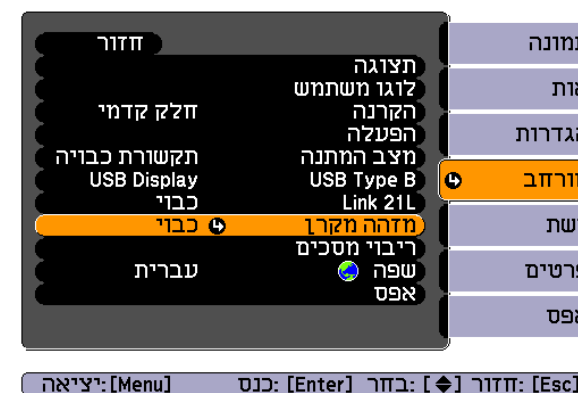 חזור
תצוגה
לוגו משתמש
הקרנה חלק קדמי
הפעלה
מצב המתנה תקשורת כבויה
USB Type B USB Display
Link 21L כבוי
מזהה מקרן כבוי
ריבוי מסכים
שפה עברית
אפס
תמונה
אות
הגדרות
מורחב
רשת
פרטים
אפס
[Esc] :חזור [◆] :בחר [Enter] :כנס [Menu] :יציאה